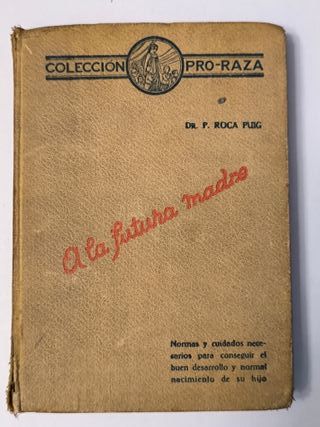 COLECCIÓN PRO-RAZA
DR. P. ROCA PUIG
A la futura madre
Normas y cuidados nece-
sarios para conseguir el
buen desarrollo y normal
nacimiento de su hijo